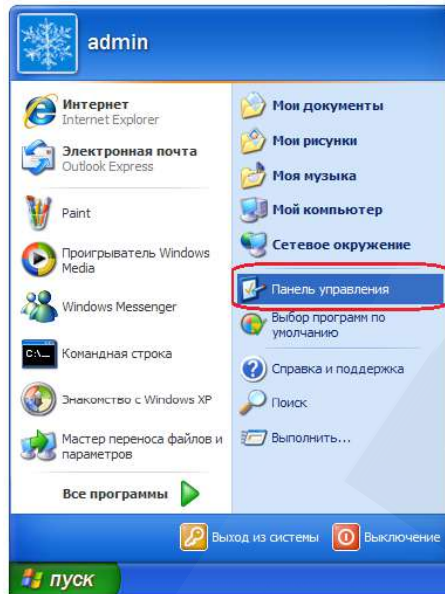 admin
Интернет
Internet Explorer
Электронная почта
Outlook Express
Paint
Проигрыватель Windows
Media
Windows Messenger
C:\_
Командная строка
Знакомство с Windows XP
Мастер переноса файлов и
параметров
Все программы
Мои документы
Мои рисунки
Моя музыка
Мой компьютер
Сетевое окружение
Панель управления
Выбор программ по
умолчанию
Справка и поддержка
Поиск
Выполнить...
Выход из системы
Выключение
пуск